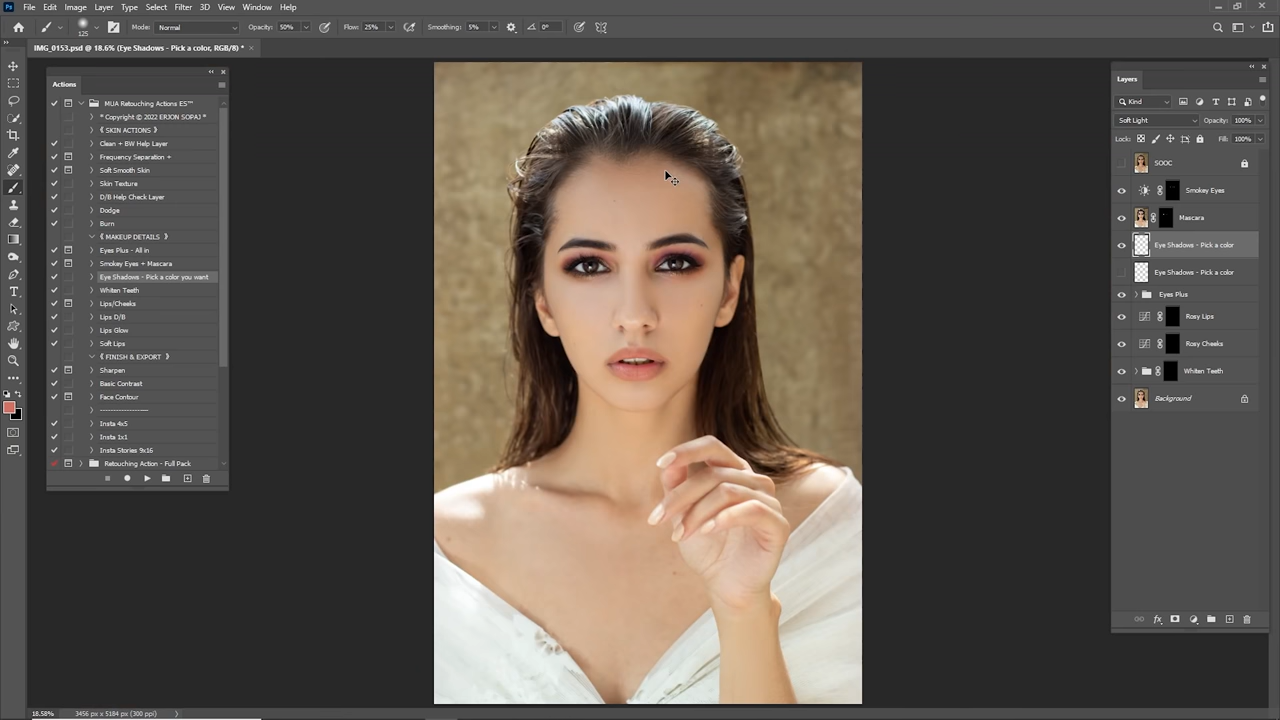 Ps File Edit Image Layer Type Select Filter 3D View Window Help
125 Mode: Normal Opacity: 50% Flow: 25% Smoothing: 5% 0°
IMG_0153.psd @ 18.6% (Eye Shadows - Pick a color, RGB/8) *
Actions
MUA Retouching Actions ES™
* Copyright © 2022 ERJON SOPAJ *
《 SKIN ACTIONS 》
Clean + BW Help Layer
Frequency Separation +
Soft Smooth Skin
Skin Texture
D/B Help Check Layer
Dodge
Burn
《 MAKEUP DETAILS 》
Eyes Plus - All in
Smokey Eyes + Mascara
Eye Shadows - Pick a color you want
Whiten Teeth
Lips/Cheeks
Lips D/B
Lips Glow
Soft Lips
《 FINISH & EXPORT 》
Sharpen
Basic Contrast
Face Contour
-------------------
Insta 4x5
Insta 1x1
Insta Stories 9x16
Retouching Action - Full Pack
Layers
Kind
Soft Light Opacity: 100%
Lock: Fill: 100%
SOOC
Smokey Eyes
Mascara
Eye Shadows - Pick a color
Eye Shadows - Pick a color
Eyes Plus
Rosy Lips
Rosy Cheeks
Whiten Teeth
Background
18.58% 3456 px x 5184 px (300 ppi)